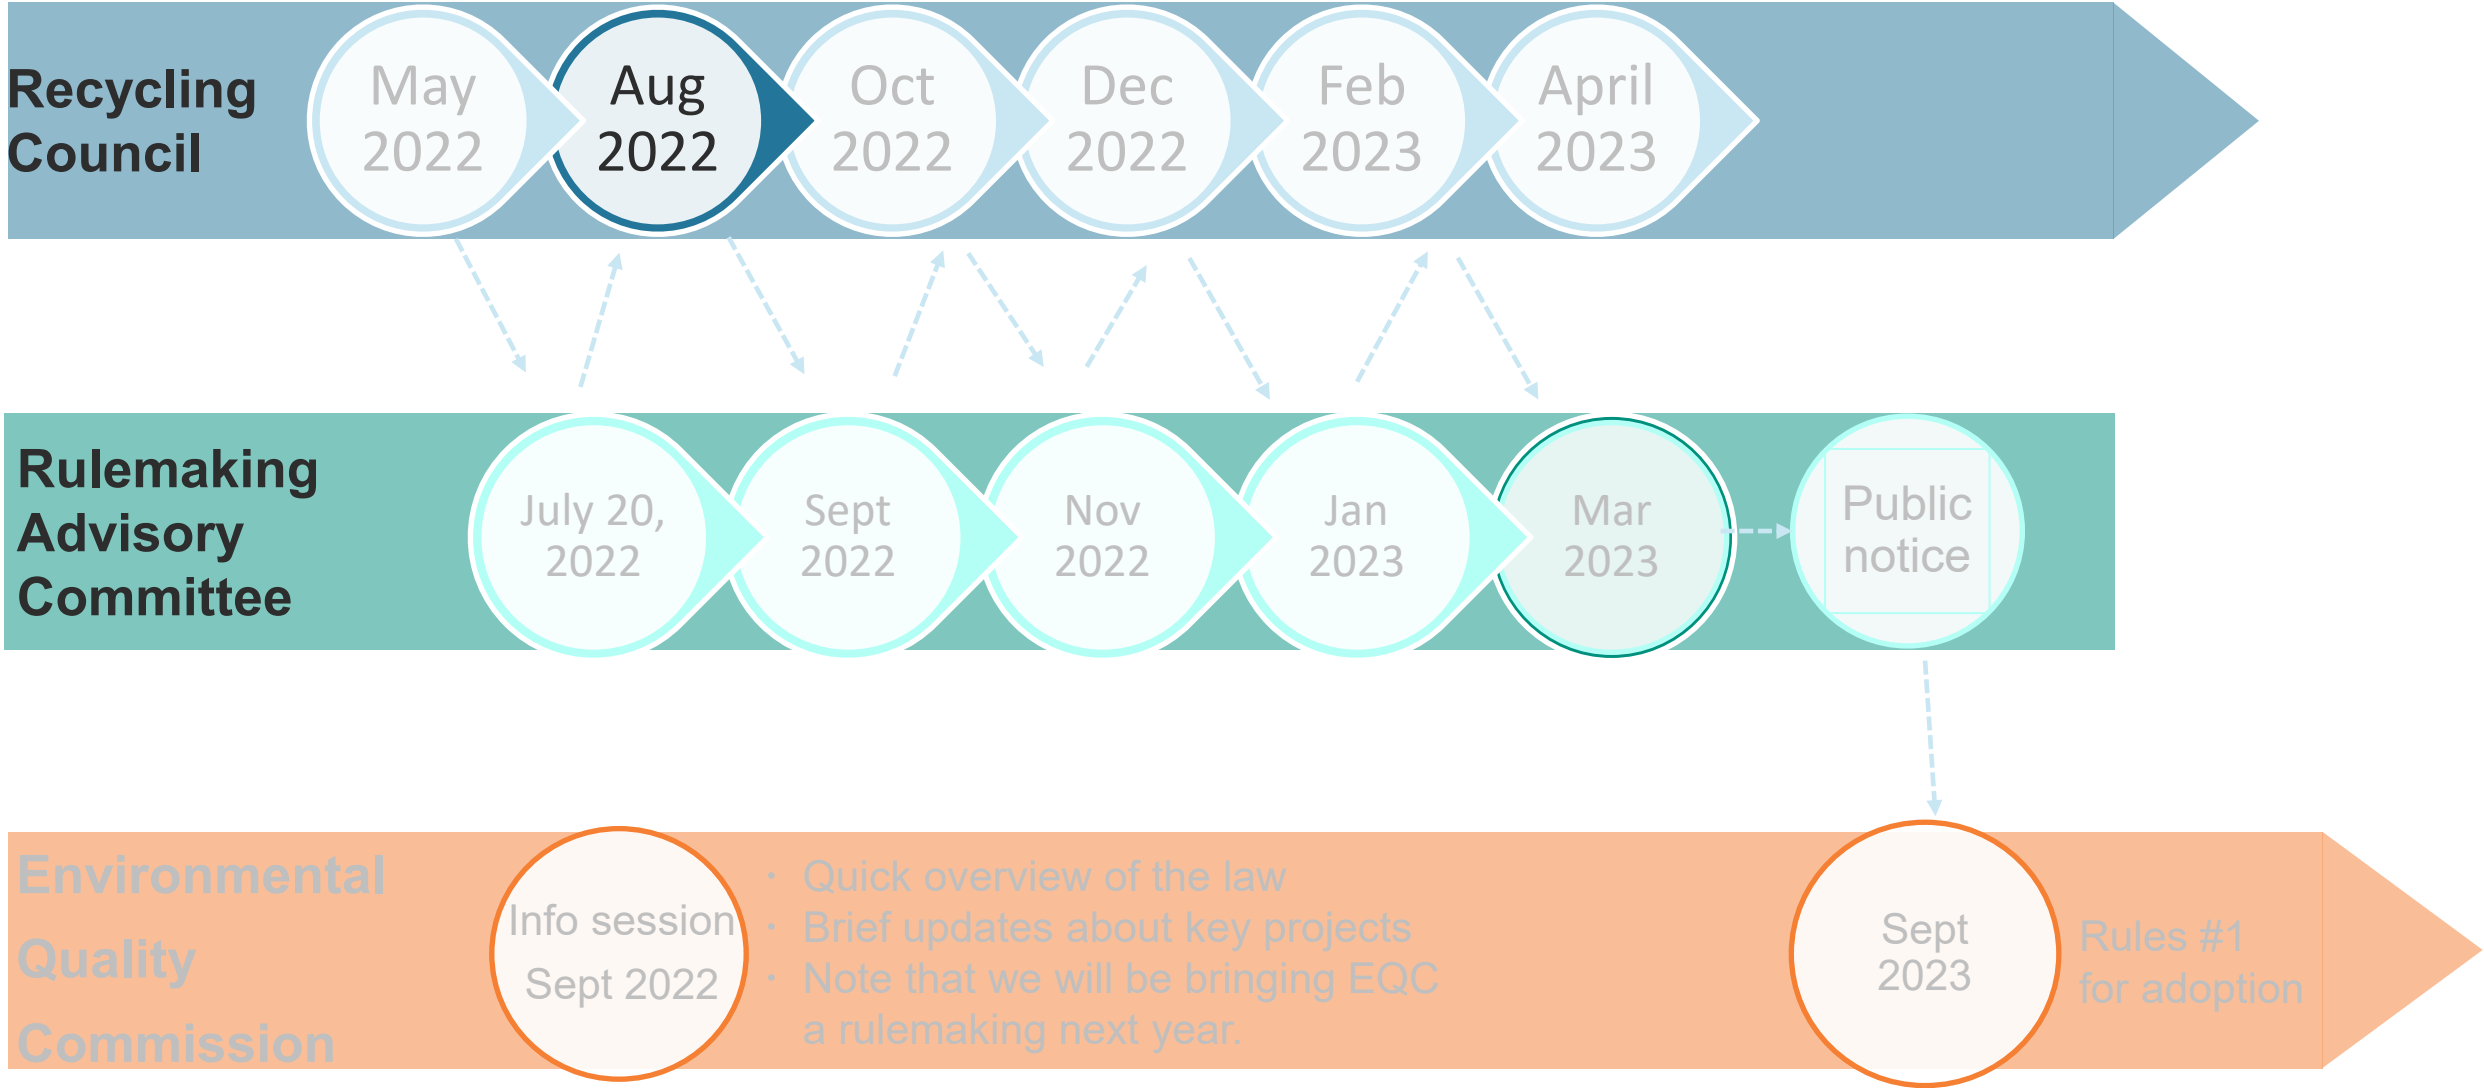 Recycling
Council
May
2022
Aug
2022
Oct
2022
Dec
2022
Feb
2023
April
2023
Rulemaking
Advisory
Committee
July 20,
2022
Sept
2022
Nov
2022
Jan
2023
Mar
2023
Public
notice
Environmental
Quality
Commission
Info session
Sept 2022
· Quick overview of the law
· Brief updates about key projects
· Note that we will be bringing EQC
a rulemaking next year.
Sept
2023
Rules #1
for adoption